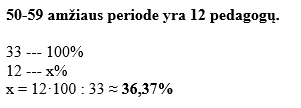 50-59 amžiaus periode yra 12 pedagogų.
33 --- 100%
12 --- x%
x = 12·100 : 33 ≈ 36,37%